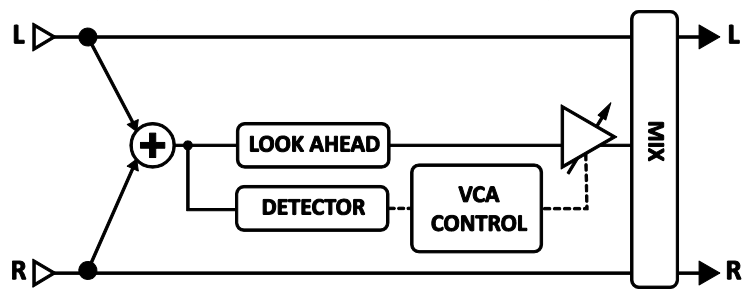 L
L
+
LOOK AHEAD
MIX
DETECTOR
VCA
CONTROL
R
R